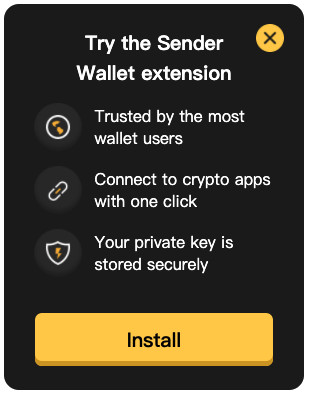 Try the Sender
Wallet extension
Trusted by the most
wallet users
Connect to crypto apps
with one click
Your private key is
stored securely
Install